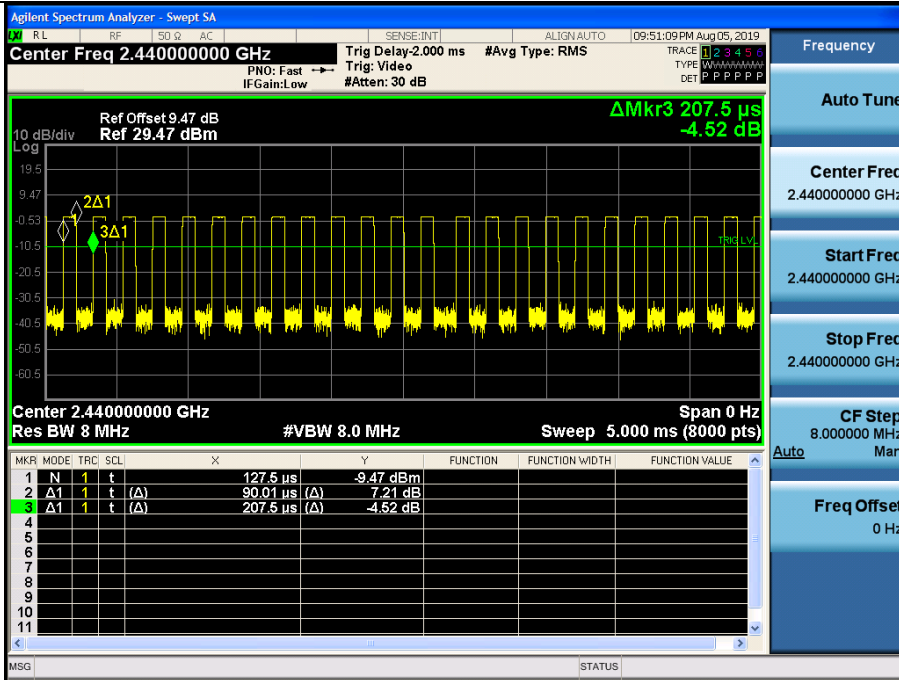 Agilent Spectrum Analyzer - Swept SA
LXI RL RF 50 Ω AC SENSE:INT ALIGN AUTO 09:51:09 PM Aug 05, 2019
Center Freq 2.440000000 GHz
PNO: Fast
IFGain:Low
Trig Delay-2.000 ms
Trig: Video
#Atten: 30 dB
#Avg Type: RMS
TRACE 1 2 3 4 5 6
TYPE WWWWWW
DET P P P P P P
ΔMkr3 207.5 µs
-4.52 dB
Ref Offset 9.47 dB
10 dB/div Ref 29.47 dBm
Log
19.5
9.47
-0.53
-10.5
-20.5
-30.5
-40.5
-50.5
-60.5
2Δ1
1
3Δ1
TRIG LVL
Center 2.440000000 GHz Span 0 Hz
Res BW 8 MHz #VBW 8.0 MHz Sweep 5.000 ms (8000 pts)
MKR MODE TRC SCL X Y FUNCTION FUNCTION WIDTH FUNCTION VALUE
1 N 1 t 127.5 µs -9.47 dBm
2 Δ1 1 t (Δ) 90.01 µs (Δ) 7.21 dB
3 Δ1 1 t (Δ) 207.5 µs (Δ) -4.52 dB
4
5
6
7
8
9
10
11
MSG STATUS
Frequency
Auto Tune
Center Freq
2.440000000 GHz
Start Freq
2.440000000 GHz
Stop Freq
2.440000000 GHz
CF Step
8.000000 MHz
Auto Man
Freq Offset
0 Hz